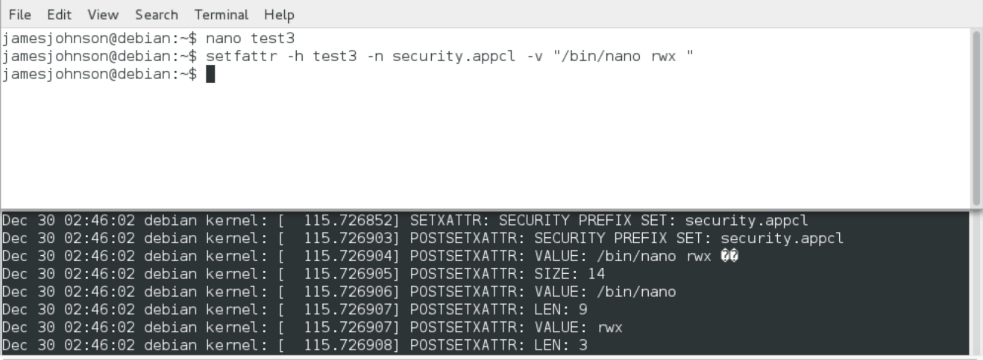 File Edit View Search Terminal Help
jamesjohnson@debian:~$ nano test3
jamesjohnson@debian:~$ setfattr -h test3 -n security.appcl -v "/bin/nano rwx "
jamesjohnson@debian:~$
Dec 30 02:46:02 debian kernel: [  115.726852] SETXATTR: SECURITY PREFIX SET: security.appcl
Dec 30 02:46:02 debian kernel: [  115.726903] POSTSETXATTR: SECURITY PREFIX SET: security.appcl
Dec 30 02:46:02 debian kernel: [  115.726904] POSTSETXATTR: VALUE: /bin/nano rwx ��
Dec 30 02:46:02 debian kernel: [  115.726905] POSTSETXATTR: SIZE: 14
Dec 30 02:46:02 debian kernel: [  115.726906] POSTSETXATTR: VALUE: /bin/nano
Dec 30 02:46:02 debian kernel: [  115.726907] POSTSETXATTR: LEN: 9
Dec 30 02:46:02 debian kernel: [  115.726907] POSTSETXATTR: VALUE: rwx
Dec 30 02:46:02 debian kernel: [  115.726908] POSTSETXATTR: LEN: 3